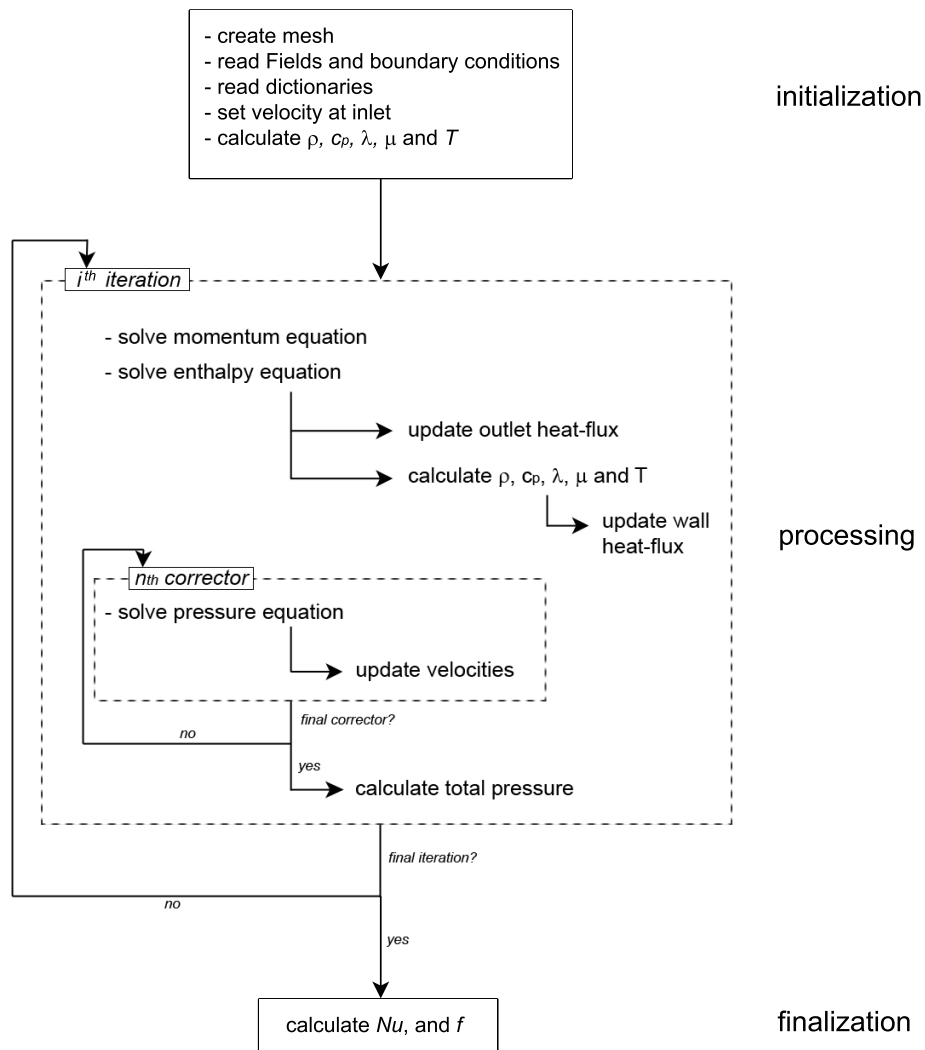 - create mesh
- read Fields and boundary conditions
- read dictionaries
- set velocity at inlet
- calculate ρ, cp, λ, μ and T
initialization
ith iteration
- solve momentum equation
- solve enthalpy equation
update outlet heat-flux
calculate ρ, cp, λ, μ and T
update wall
heat-flux
processing
nth corrector
- solve pressure equation
update velocities
final corrector?
no
yes
calculate total pressure
final iteration?
no
yes
calculate Nu, and f
finalization